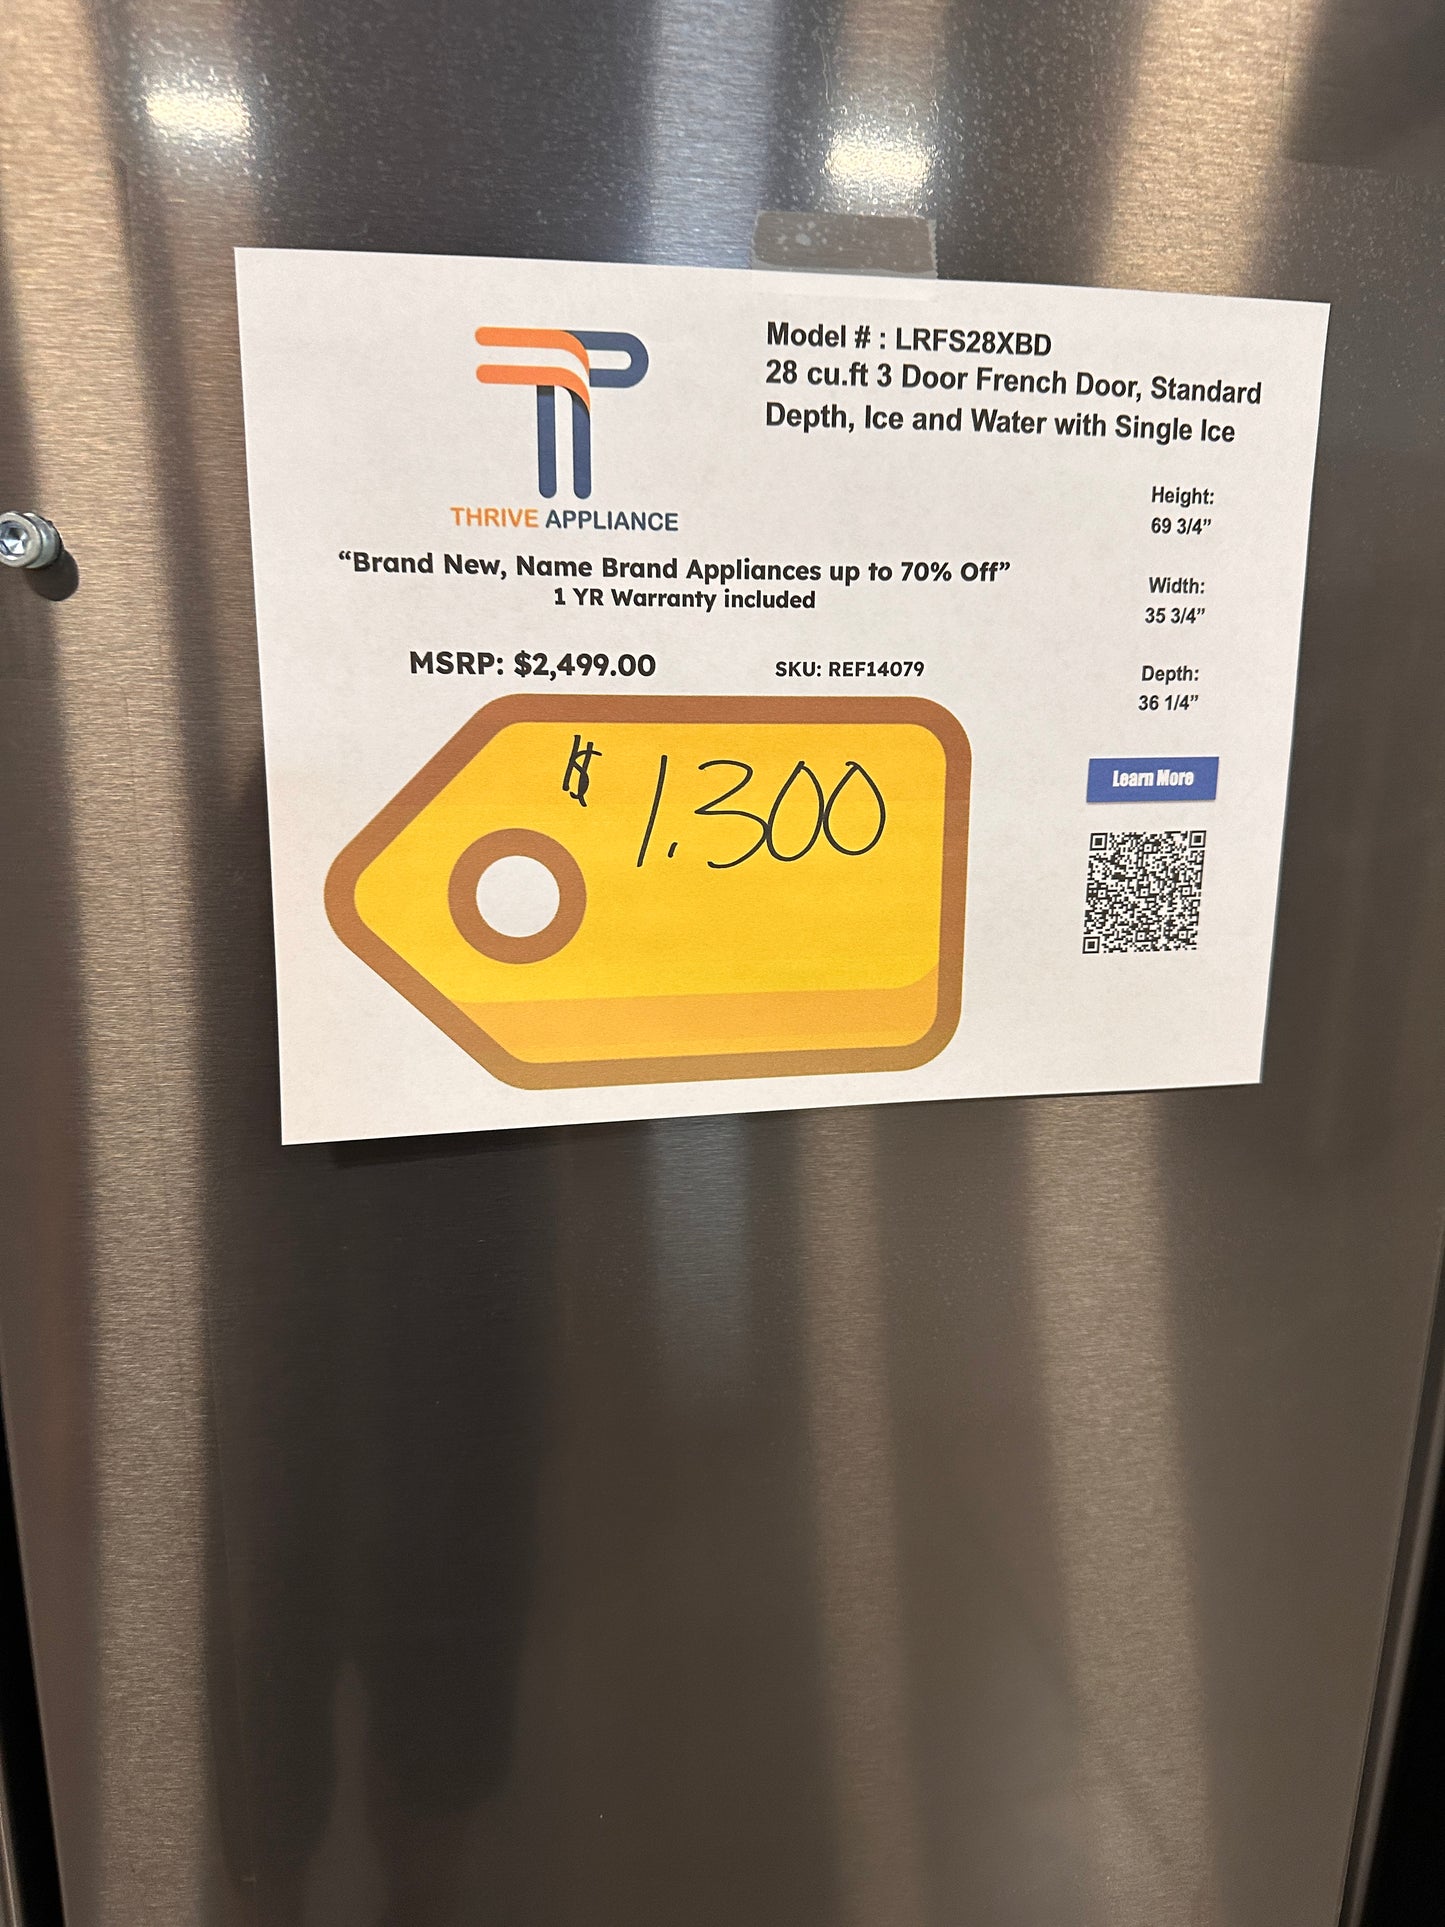 Model # : LRFS28XBD
28 cu.ft 3 Door French Door, Standard
Depth, Ice and Water with Single Ice
THRIVE APPLIANCE
“Brand New, Name Brand Appliances up to 70% Off”
1 YR Warranty included
MSRP: $2,499.00
SKU: REF14079
$ 1.300
Height:
69 3/4”
Width:
35 3/4”
Depth:
36 1/4”
Learn More